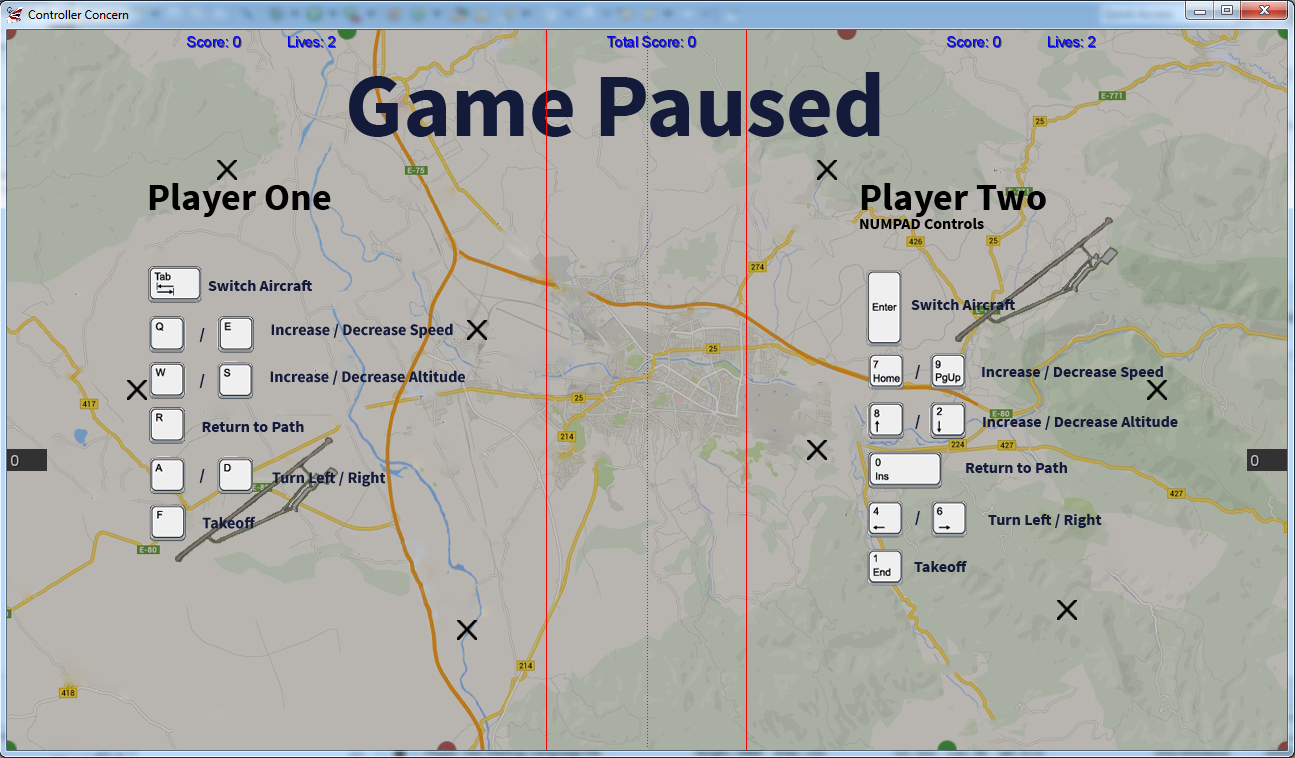 Controller Concern
Score: 0 Lives: 2 Total Score: 0 Score: 0 Lives: 2
Game Paused
E-771
25
E-75
Player One
Player Two
NUMPAD Controls
426
25
274
Tab
Switch Aircraft
Enter
Switch Aircraft
Q / E Increase / Decrease Speed
25
7 Home / 9 PgUp Increase / Decrease Speed
W / S Increase / Decrease Altitude
25
417
E-80
8 ↑ / 2 ↓ Increase / Decrease Altitude
R Return to Path
214
224
427
0
0 Ins Return to Path
0
A / D Turn Left / Right
427
4 ← / 6 → Turn Left / Right
F Takeoff
E-80
1 End Takeoff
214
418